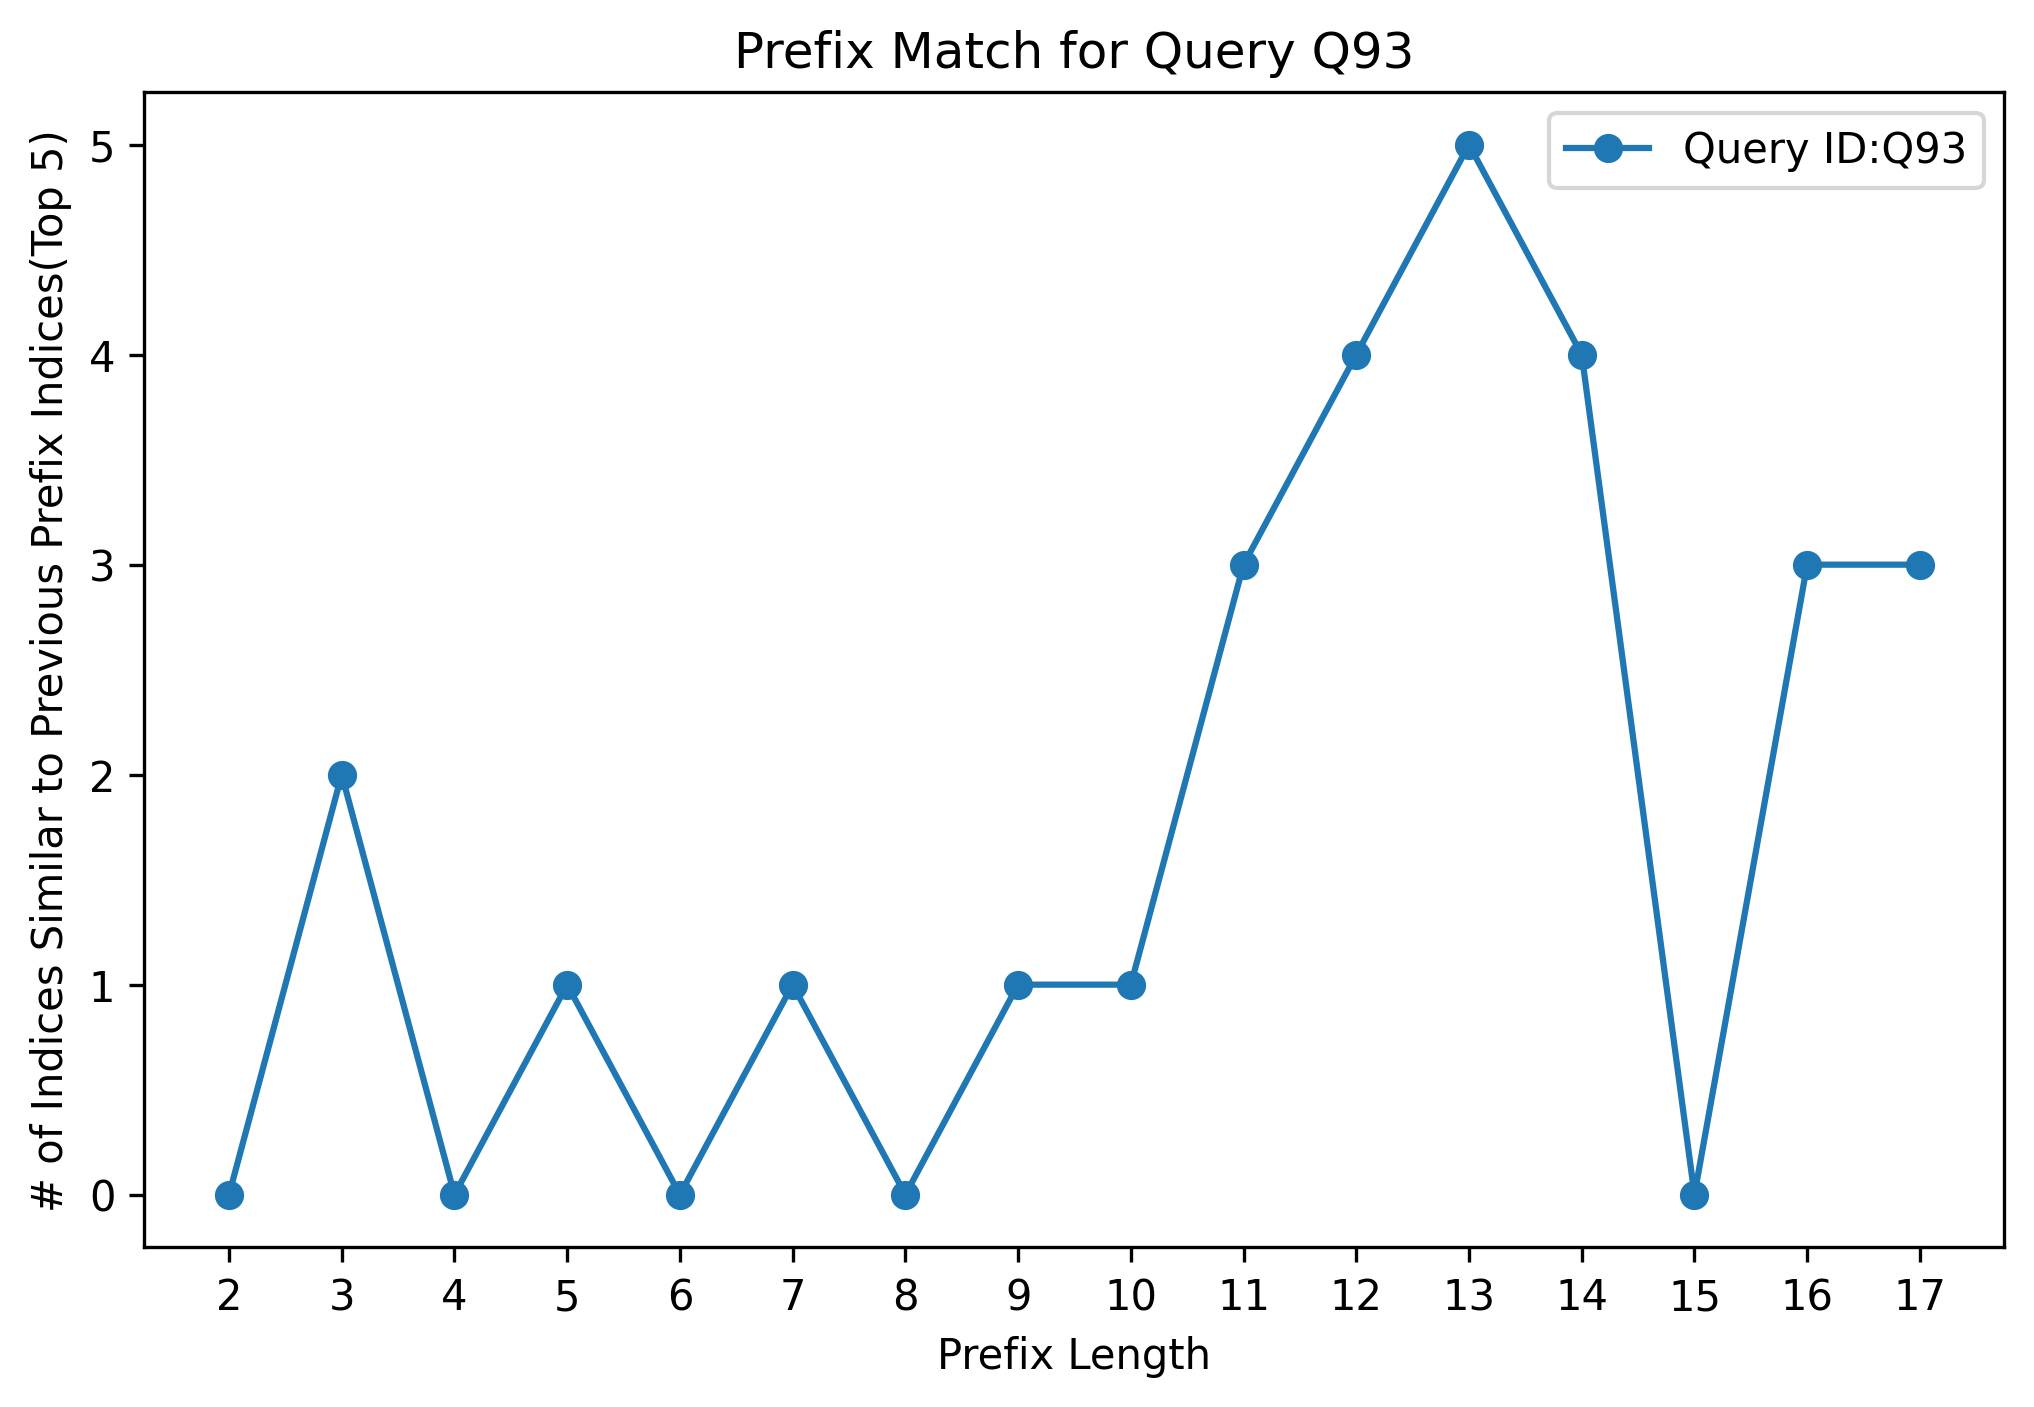 Prefix Match for Query Q93
Query ID:Q93
# of Indices Similar to Previous Prefix Indices(Top 5)
5
4
3
2
1
0
2 3 4 5 6 7 8 9 10 11 12 13 14 15 16 17
Prefix Length